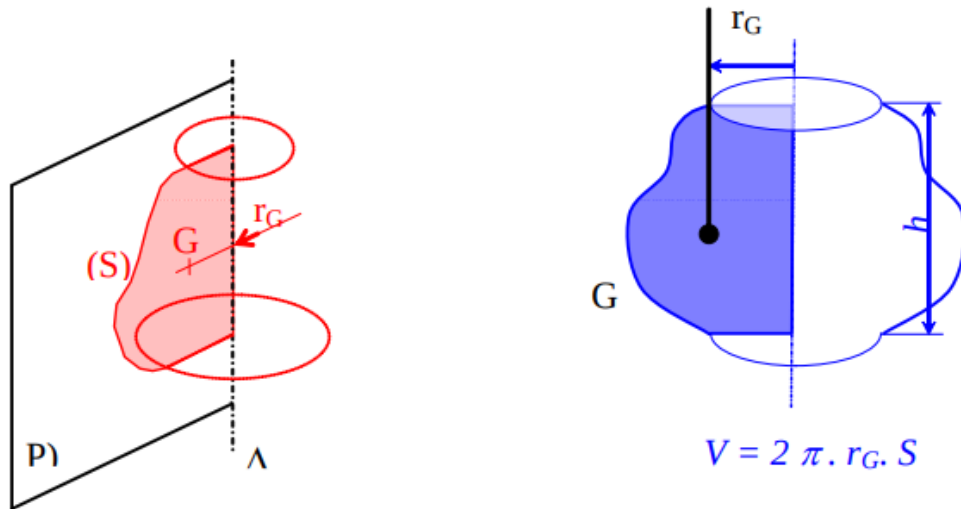 r_G
(S)
G
P)
Δ
r_G
h
G
V = 2 π . r_G. S